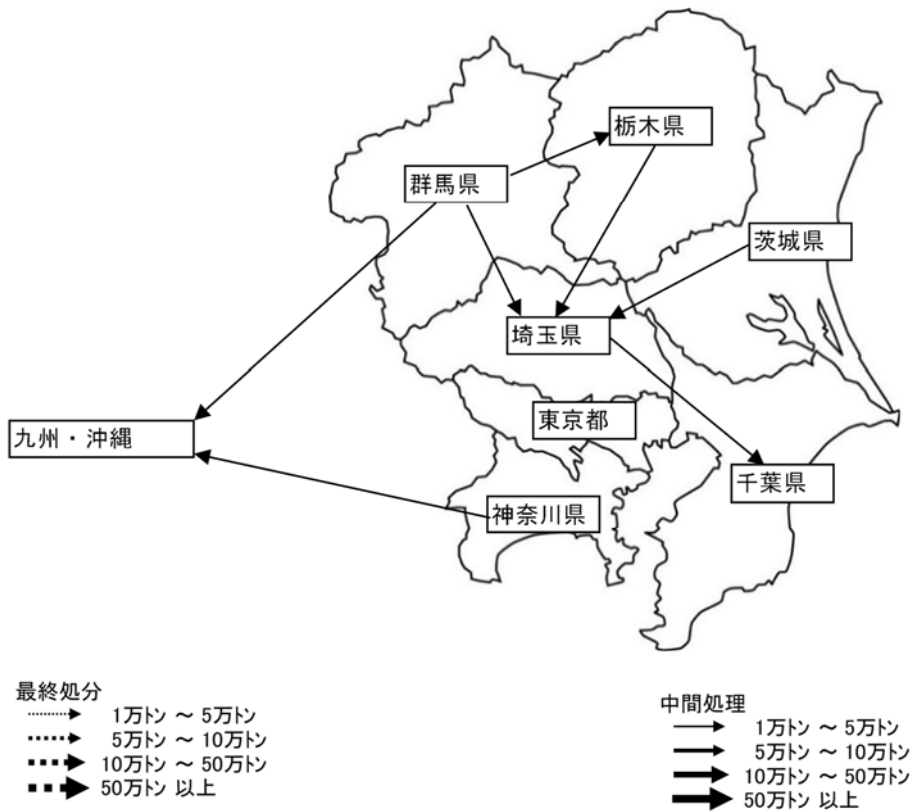 栃木県
群馬県
茨城県
埼玉県
東京都
九州・沖縄
千葉県
神奈川県
最終処分
1万トン ~ 5万トン
5万トン ~ 10万トン
10万トン ~ 50万トン
50万トン 以上
中間処理
1万トン ~ 5万トン
5万トン ~ 10万トン
10万トン ~ 50万トン
50万トン 以上